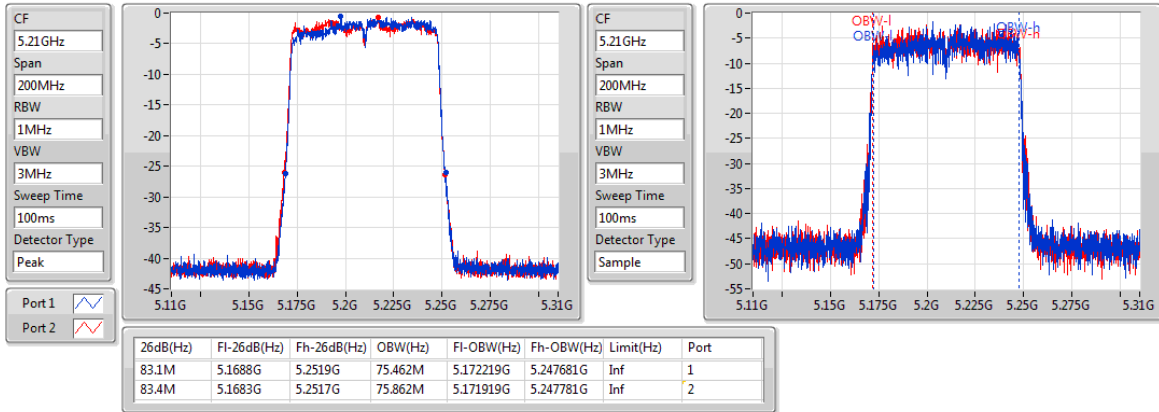 CF
5.21GHz
Span
200MHz
RBW
1MHz
VBW
3MHz
Sweep Time
100ms
Detector Type
Peak
Port 1
Port 2
0
-5
-10
-15
-20
-25
-30
-35
-40
-45
5.11G 5.175G 5.2G 5.225G 5.25G 5.275G 5.31G
CF
5.21GHz
Span
200MHz
RBW
1MHz
VBW
3MHz
Sweep Time
100ms
Detector Type
Sample
0
-5
-10
-15
-20
-25
-30
-35
-40
-45
-50
-55
OBW-l
OBW-h
5.11G 5.15G 5.175G 5.2G 5.225G 5.25G 5.275G 5.31G
26dB(Hz) Fl-26dB(Hz) Fh-26dB(Hz) OBW(Hz) Fl-OBW(Hz) Fh-OBW(Hz) Limit(Hz) Port
83.1M 5.1688G 5.2519G 75.462M 5.172219G 5.247681G Inf 1
83.4M 5.1683G 5.2517G 75.862M 5.171919G 5.247781G Inf 2